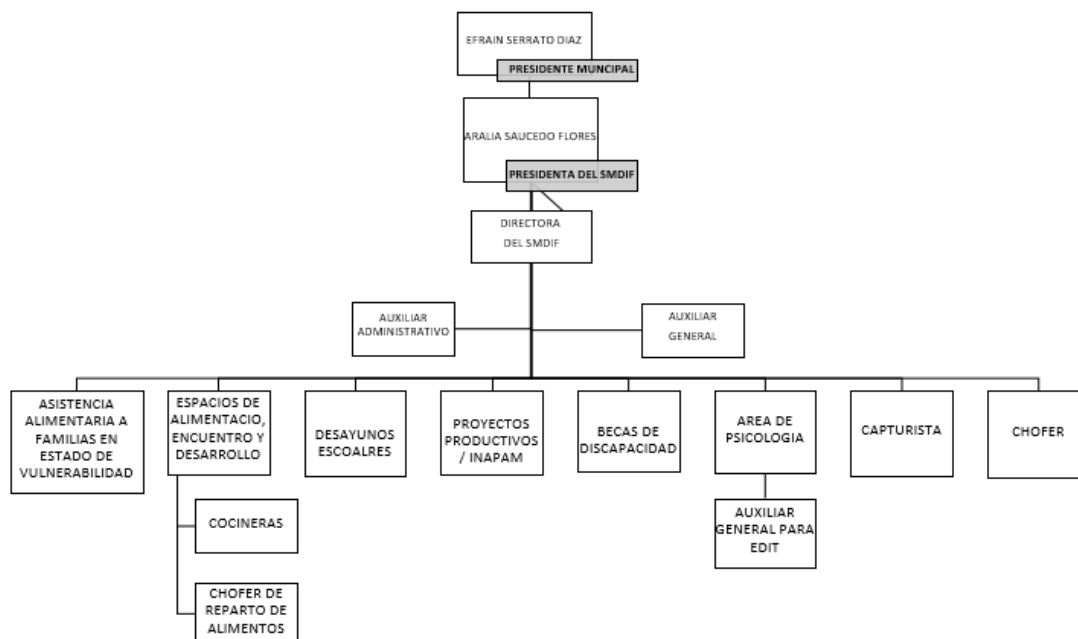 EFRAIN SERRATO DIAZ
PRESIDENTE MUNCIPAL
ARALIA SAUCEDO FLORES
PRESIDENTA DEL SMDIF
DIRECTORA
DEL SMDIF
AUXILIAR
ADMINISTRATIVO
AUXILIAR
GENERAL
ASISTENCIA
ALIMENTARIA A
FAMILIAS EN
ESTADO DE
VULNERABILIDAD
ESPACIOS DE
ALIMENTACIO,
ENCUENTRO Y
DESARROLLO
DESAYUNOS
ESCOALRES
PROYECTOS
PRODUCTIVOS
/ INAPAM
BECAS DE
DISCAPACIDAD
AREA DE
PSICOLOGIA
CAPTURISTA
CHOFER
COCINERAS
AUXILIAR
GENERAL PARA
EDIT
CHOFER DE
REPARTO DE
ALIMENTOS